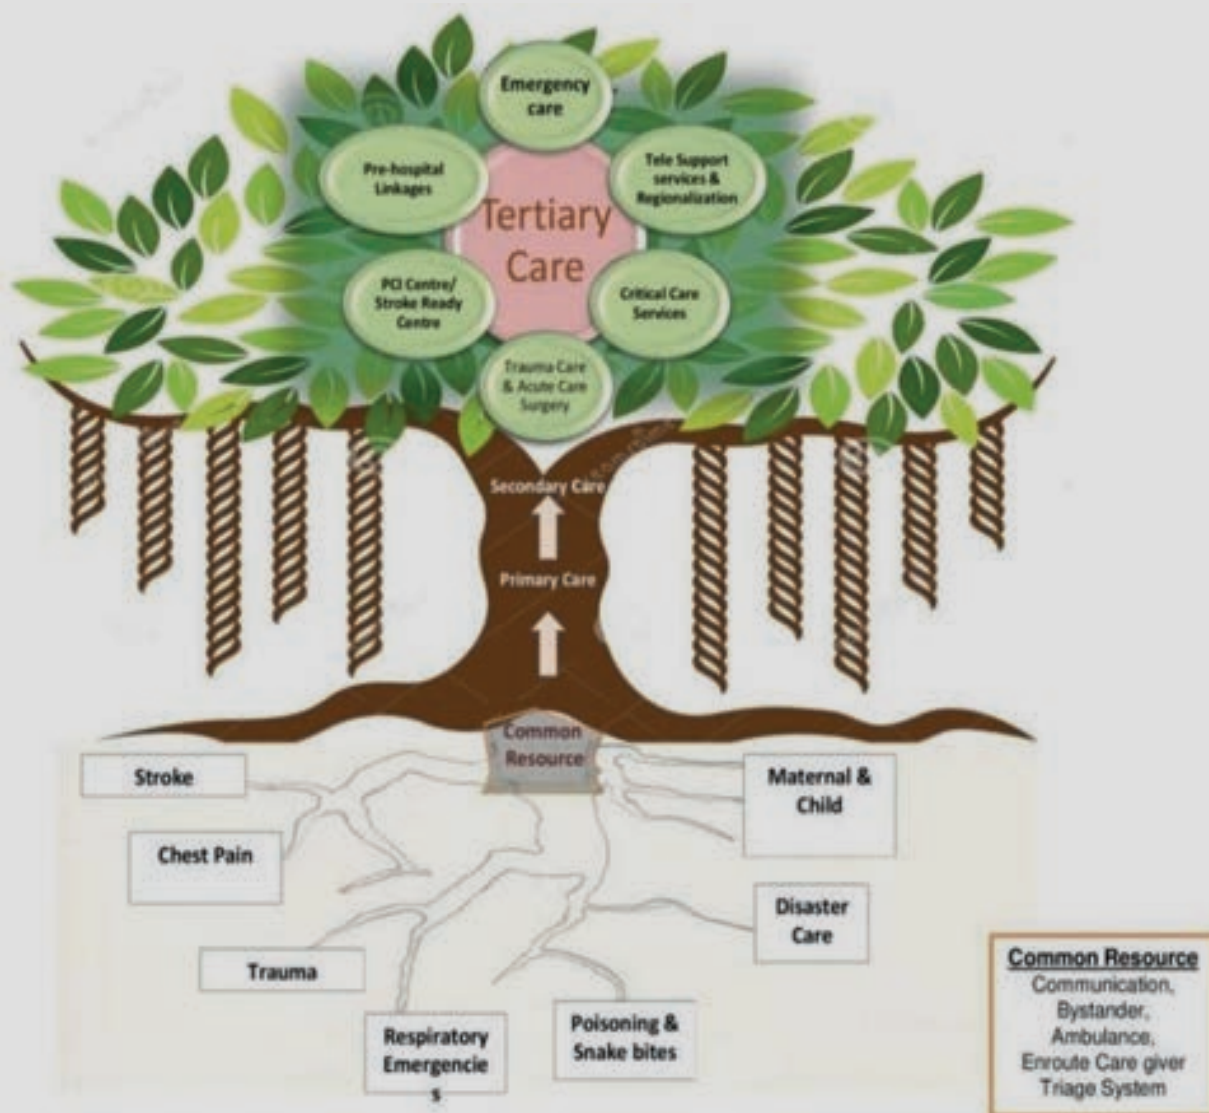 Emergency
care
Pre-hospital
Linkages
Tele Support
services &
Regionalization
Tertiary
Care
PCI Centre/
Stroke Ready
Centre
Critical Care
Services
Trauma Care
& Acute Care
Surgery
Secondary Care
Primary Care
Common
Resource
Stroke
Maternal &
Child
Chest Pain
Disaster
Care
Trauma
Respiratory
Emergencie
s
Poisoning &
Snake bites
Common Resource
Communication,
Bystander,
Ambulance,
Enroute Care giver
Triage System